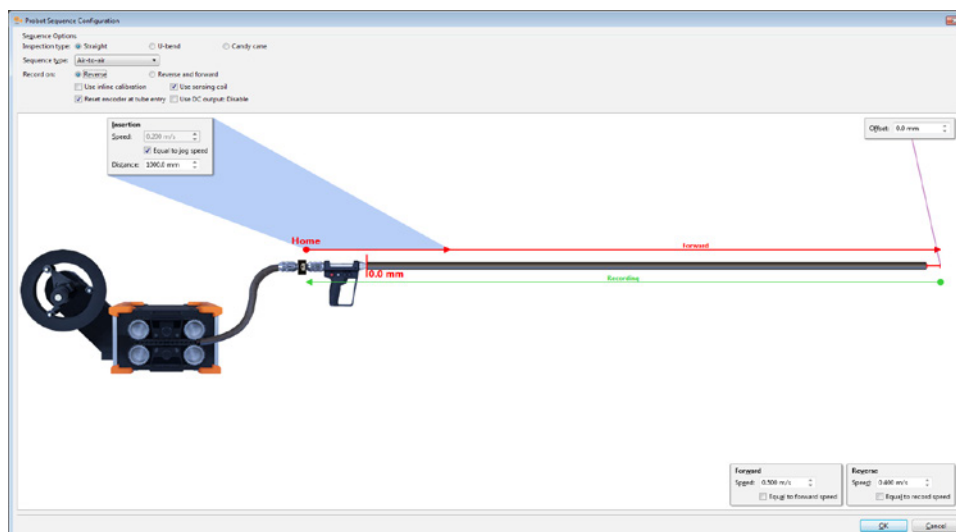 Probot Sequence Configuration
Sequence Options
Inspection type: Straight U-bend Candy cane
Sequence type: Air-to-air
Record on: Reverse Reverse and forward
Use inline calibration Use sensing coil
Reset encoder at tube entry Use DC output: Disable
Insertion
Speed: 0.200 m/s
Equal to jog speed
Distance: 1000.0 mm
Offset: 0.0 mm
Home
Forward
0.0 mm
Recording
Forward
Speed: 0.500 m/s
Equal to forward speed
Reverse
Speed: 0.400 m/s
Equal to record speed
OK Cancel